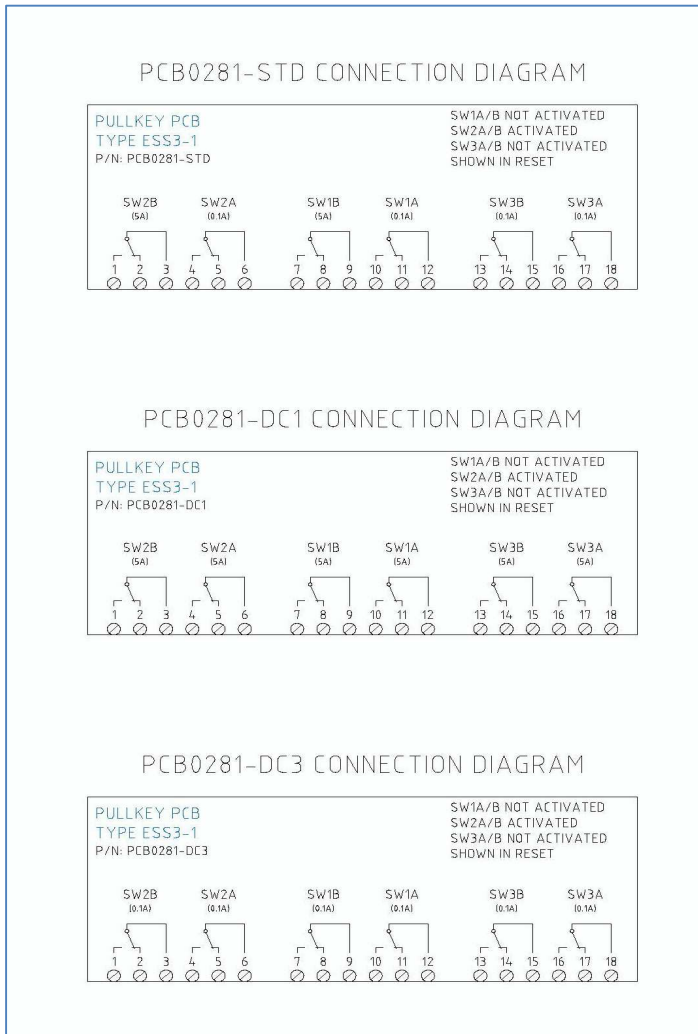 PCB0281-STD CONNECTION DIAGRAM
PULLKEY PCB
TYPE ESS3-1
P/N: PCB0281-STD
SW1A/B NOT ACTIVATED
SW2A/B ACTIVATED
SW3A/B NOT ACTIVATED
SHOWN IN RESET
SW2B SW2A SW1B SW1A SW3B SW3A
(5A) (0.1A) (5A) (0.1A) (0.1A) (0.1A)
1 2 3 4 5 6 7 8 9 10 11 12 13 14 15 16 17 18
PCB0281-DC1 CONNECTION DIAGRAM
PULLKEY PCB
TYPE ESS3-1
P/N: PCB0281-DC1
SW1A/B NOT ACTIVATED
SW2A/B ACTIVATED
SW3A/B NOT ACTIVATED
SHOWN IN RESET
SW2B SW2A SW1B SW1A SW3B SW3A
(5A) (5A) (5A) (5A) (5A) (5A)
1 2 3 4 5 6 7 8 9 10 11 12 13 14 15 16 17 18
PCB0281-DC3 CONNECTION DIAGRAM
PULLKEY PCB
TYPE ESS3-1
P/N: PCB0281-DC3
SW1A/B NOT ACTIVATED
SW2A/B ACTIVATED
SW3A/B NOT ACTIVATED
SHOWN IN RESET
SW2B SW2A SW1B SW1A SW3B SW3A
(0.1A) (0.1A) (0.1A) (0.1A) (0.1A) (0.1A)
1 2 3 4 5 6 7 8 9 10 11 12 13 14 15 16 17 18